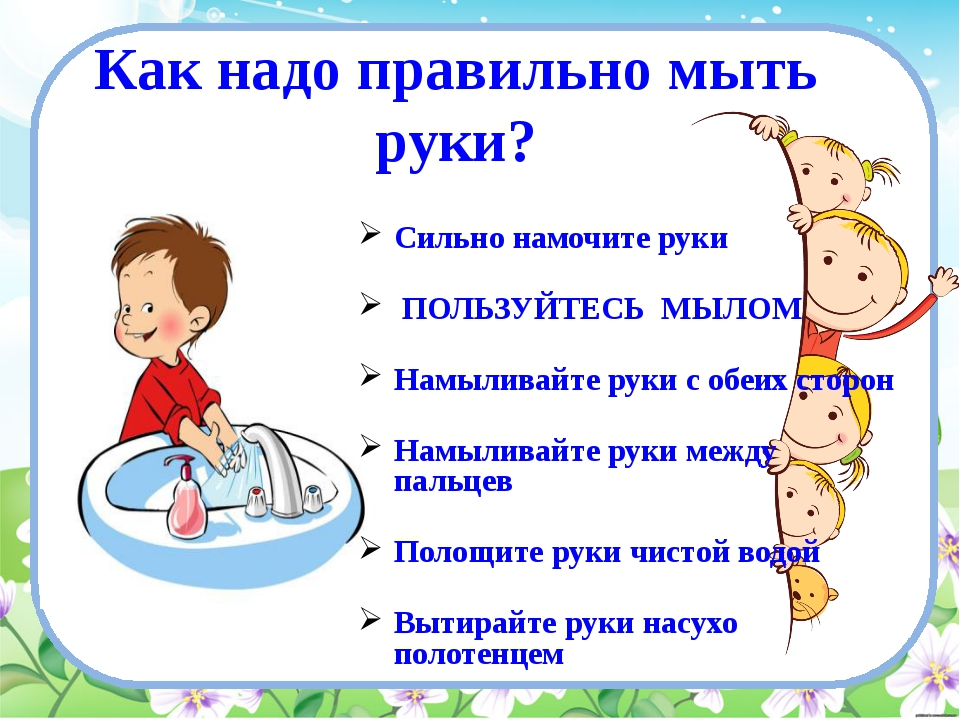 Как надо правильно мыть
руки?
Сильно намочите руки
ПОЛЬЗУЙТЕСЬ МЫЛОМ
Намыливайте руки с обеих сторон
Намыливайте руки между
пальцев
Полощите руки чистой водой
Вытирайте руки насухо
полотенцем